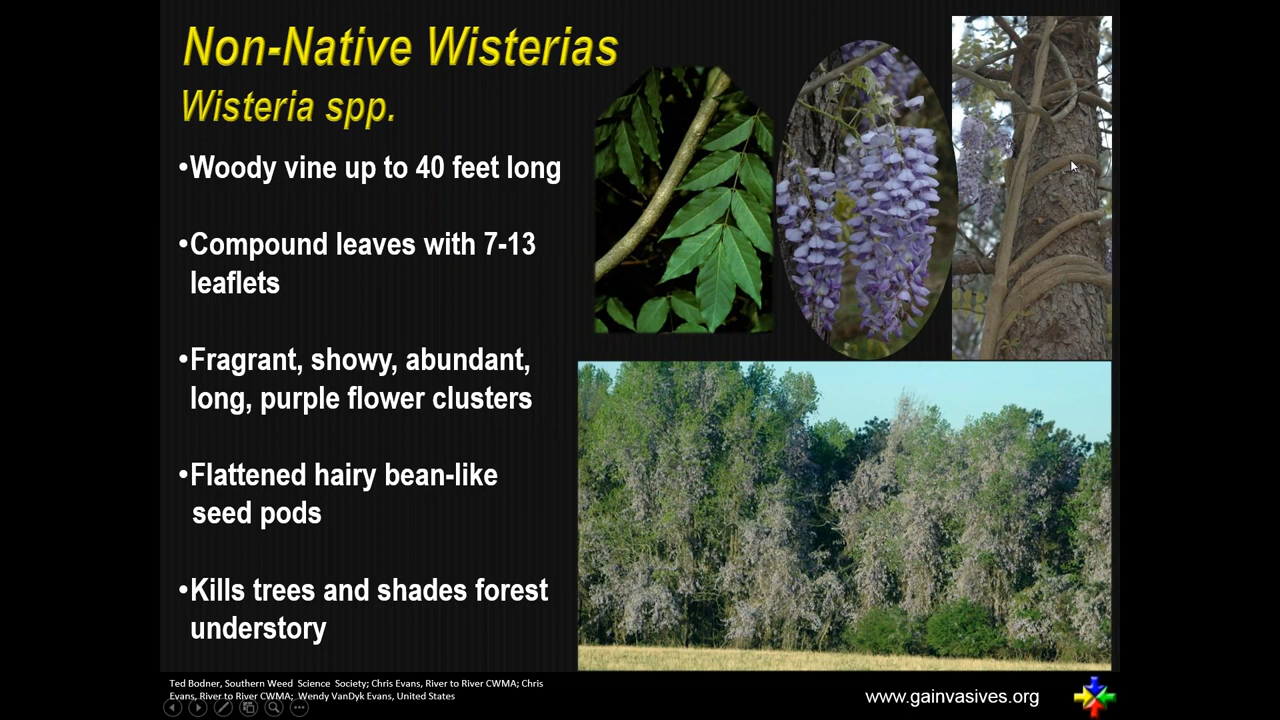 Non-Native Wisterias
Wisteria spp.
•Woody vine up to 40 feet long
•Compound leaves with 7-13
leaflets
•Fragrant, showy, abundant,
long, purple flower clusters
•Flattened hairy bean-like
seed pods
•Kills trees and shades forest
understory
Ted Bodner, Southern Weed Science Society; Chris Evans, River to River CWMA; Chris
Evans, River to River CWMA; Wendy VanDyk Evans, United States
www.gainvasives.org